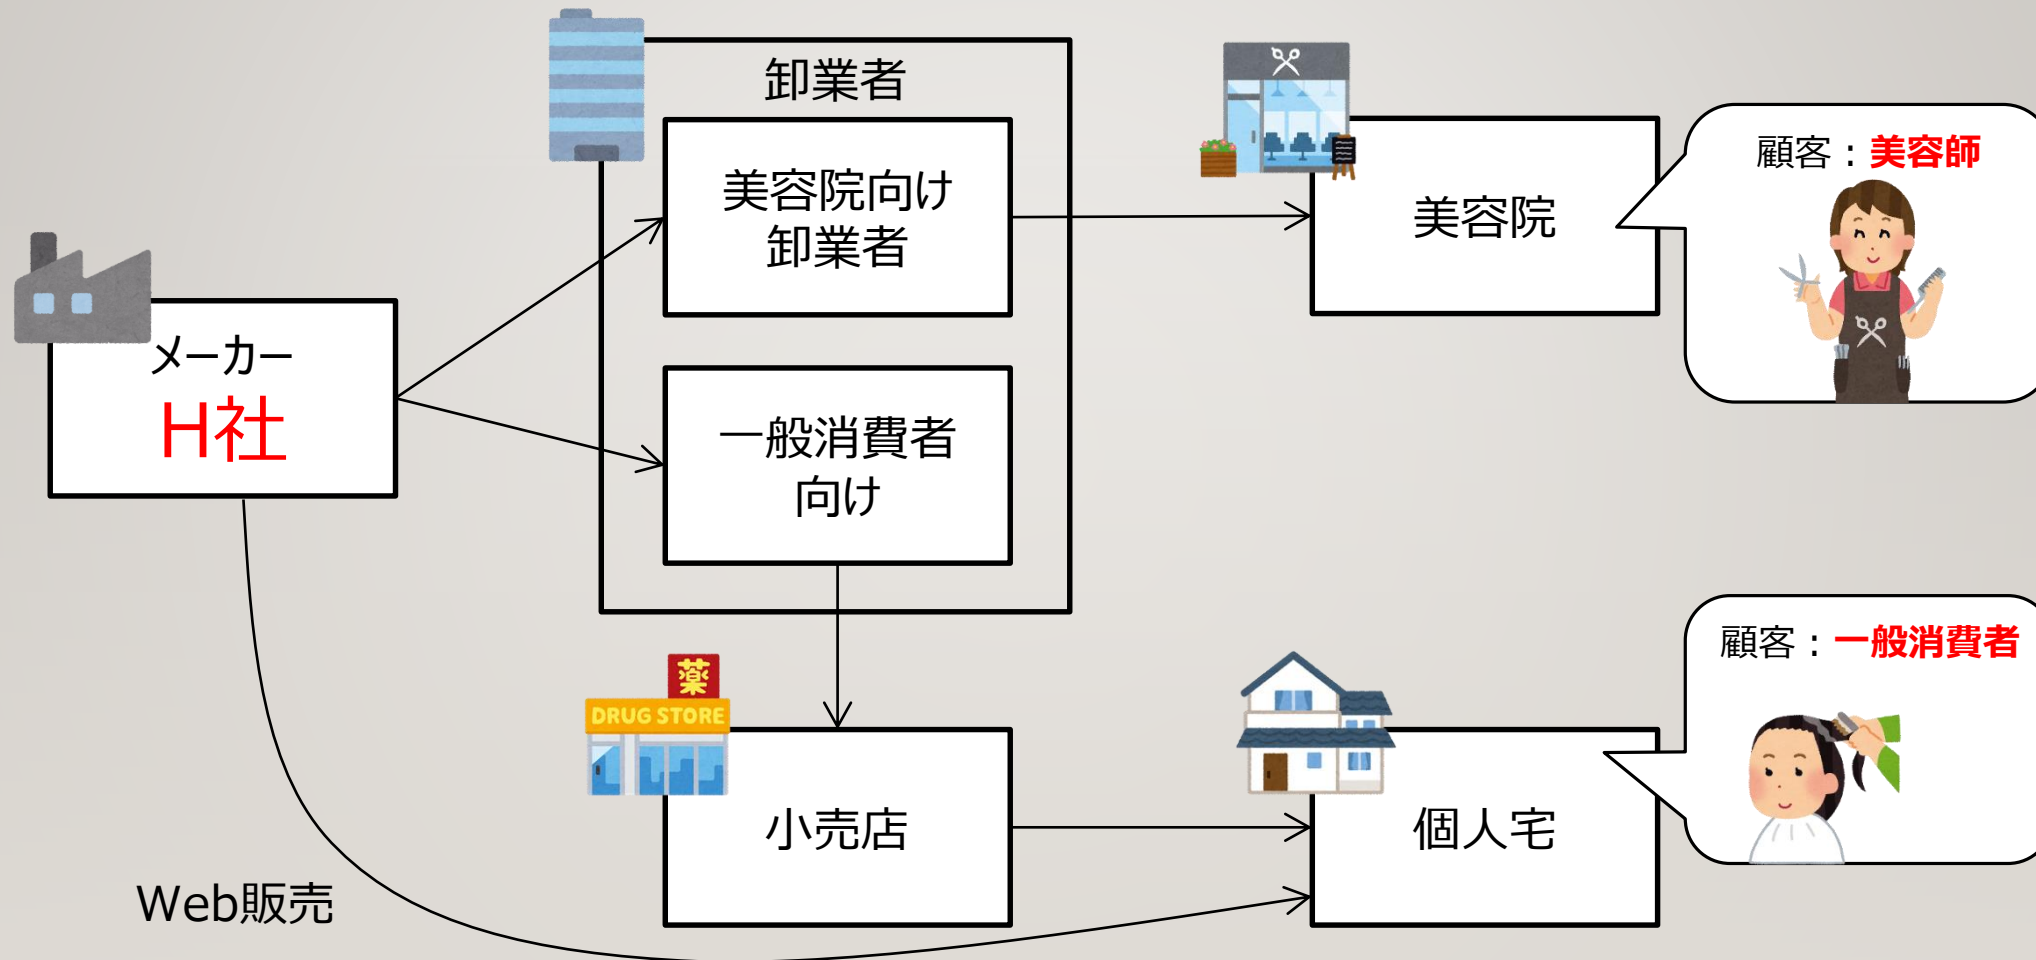 卸業者
美容院向け
卸業者
美容院
顧客：美容師
メーカー
H社
一般消費者
向け
薬
DRUG STORE
小売店
個人宅
顧客：一般消費者
Web販売